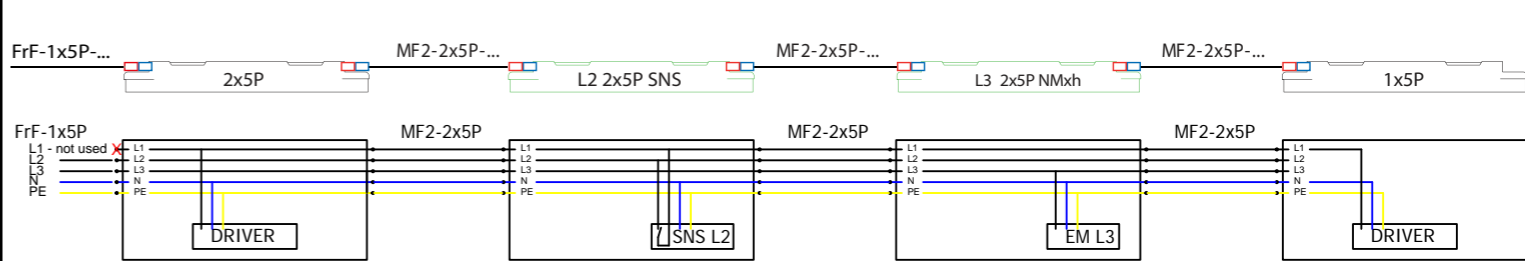 FrF-1x5P-... MF2-2x5P-... MF2-2x5P-... MF2-2x5P-...
2x5P L2 2x5P SNS L3 2x5P NMxh 1x5P
FrF-1x5P MF2-2x5P MF2-2x5P MF2-2x5P
L1 - not used L1 L1 L1 L1
L2 L2 L2 L2 L2
L3 L3 L3 L3 L3
N N N N N
PE PE PE PE PE
DRIVER SNS L2 EM L3 DRIVER